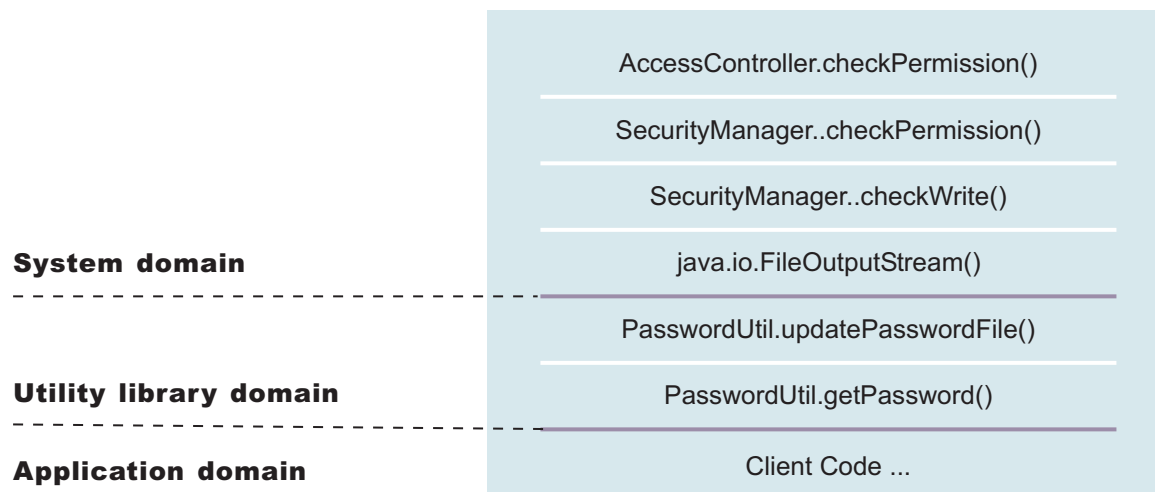 AccessController.checkPermission()
SecurityManager..checkPermission()
SecurityManager..checkWrite()
System domain
java.io.FileOutputStream()
PasswordUtil.updatePasswordFile()
Utility library domain
PasswordUtil.getPassword()
Application domain
Client Code ...